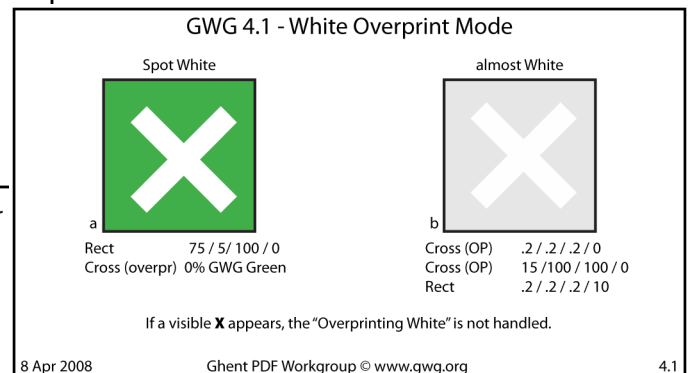 GWG 4.1 - White Overprint Mode
Spot White
almost White
a
b
Rect 75 / 5/ 100 / 0
Cross (overpr) 0% GWG Green
Cross (OP) .2 / .2 / .2 / 0
Cross (OP) 15 /100 / 100 / 0
Rect .2 / .2 / .2 / 10
If a visible X appears, the "Overprinting White" is not handled.
8 Apr 2008 Ghent PDF Workgroup © www.gwg.org 4.1